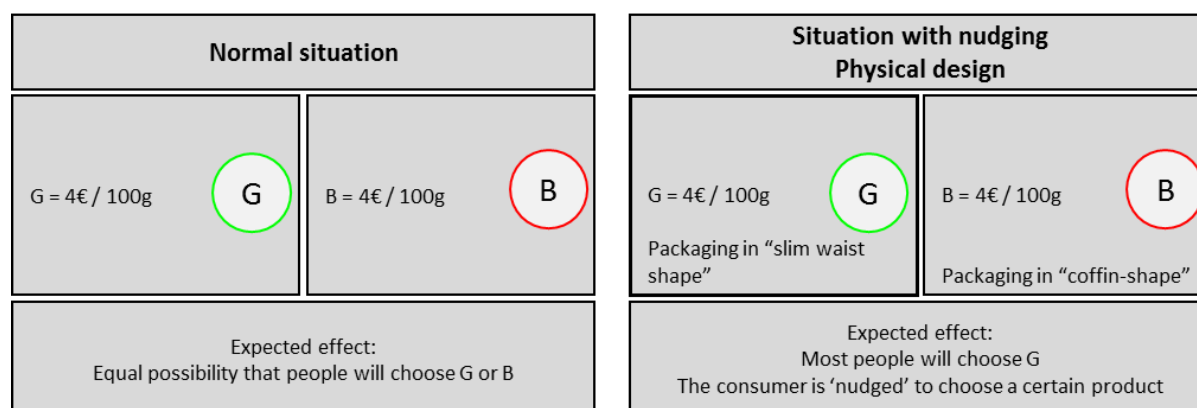 Normal situation
G = 4€ / 100g
G
B = 4€ / 100g
B
Expected effect:
Equal possibility that people will choose G or B
Situation with nudging
Physical design
G = 4€ / 100g
G
Packaging in “slim waist
shape”
B = 4€ / 100g
B
Packaging in “coffin-shape”
Expected effect:
Most people will choose G
The consumer is ‘nudged’ to choose a certain product